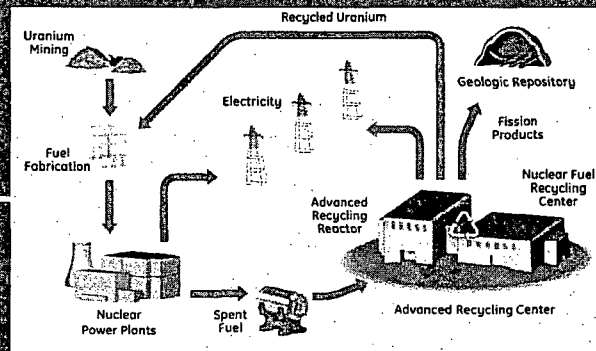 Recycled Uranium
Uranium
Mining
Geologic Repository
Electricity
Fission
Products
Fuel
Fabrication
Nuclear Fuel
Recycling
Center
Advanced
Recycling
Reactor
Nuclear
Power Plants
Spent
Fuel
Advanced Recycling Center